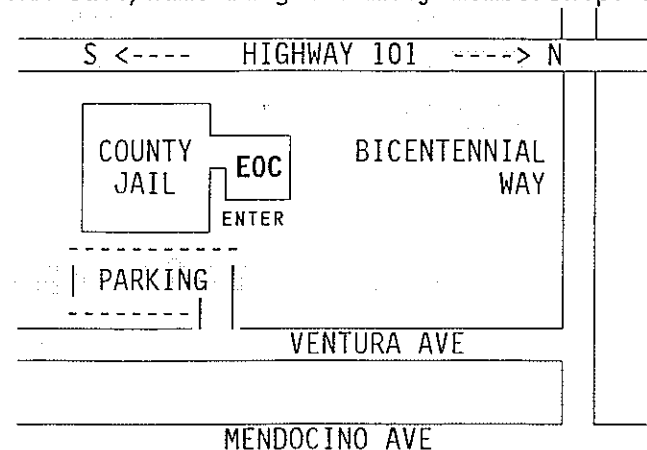 S <---- HIGHWAY 101 ----> N
COUNTY
JAIL
EOC
BICENTENNIAL
WAY
ENTER
PARKING
VENTURA AVE
MENDOCINO AVE